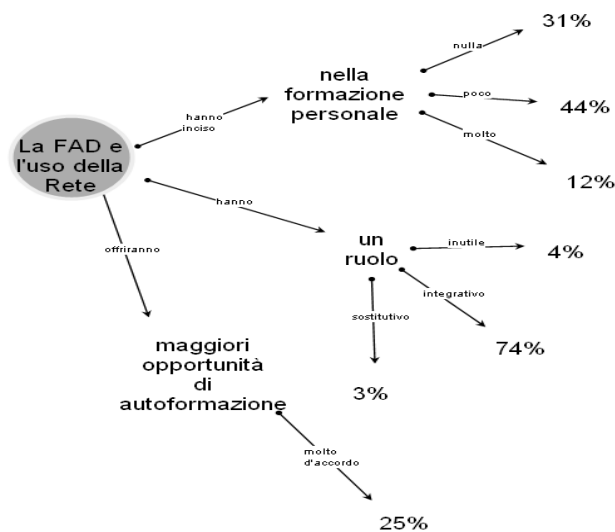 La FAD e
l'uso della
Rete
hanno
inciso
nella
formazione
personale
nulla
31%
poco
44%
molto
12%
hanno
un
ruolo
inutile
4%
integrativo
74%
sostitutivo
3%
offriranno
maggiori
opportunità
di
autoformazione
molto
d'accordo
25%